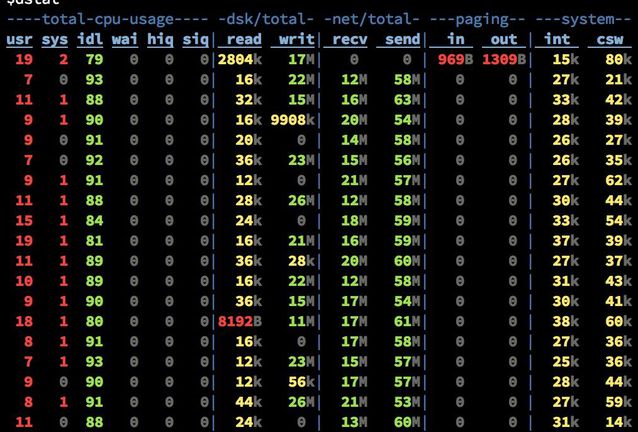 $dstat
----total-cpu-usage---- -dsk/total- -net/total- ---paging-- ---system--
usr sys idl wai hiq siq| read  writ| recv  send|  in   out | int   csw
 19   2  79   0   0   0|2804k   17M|   0     0 | 969B 1309B|  15k   80k
  7   0  93   0   0   0|  16k   22M|  12M   58M|   0     0 |  27k   21k
 11   1  88   0   0   0|  32k   15M|  16M   63M|   0     0 |  33k   42k
  9   1  90   0   0   0|  16k 9908k|  20M   54M|   0     0 |  28k   39k
  9   0  91   0   0   0|  20k    0 |  14M   58M|   0     0 |  26k   27k
  7   0  92   0   0   0|  36k   23M|  15M   56M|   0     0 |  26k   35k
  9   1  91   0   0   0|  12k    0 |  21M   57M|   0     0 |  27k   62k
 11   1  88   0   0   0|  28k   26M|  12M   58M|   0     0 |  30k   44k
 15   1  84   0   0   0|  24k    0 |  18M   59M|   0     0 |  33k   54k
 19   1  81   0   0   0|  16k   21M|  16M   59M|   0     0 |  37k   39k
 11   1  89   0   0   0|  36k   28k|  20M   60M|   0     0 |  27k   37k
 10   1  89   0   0   0|  16k   22M|  12M   58M|   0     0 |  31k   43k
  9   1  90   0   0   0|  36k   15M|  17M   54M|   0     0 |  30k   41k
 18   1  80   0   0   0|8192B   11M|  17M   61M|   0     0 |  38k   60k
  8   1  91   0   0   0|  16k    0 |  17M   58M|   0     0 |  27k   36k
  7   1  93   0   0   0|  12k   23M|  15M   57M|   0     0 |  25k   36k
  9   0  90   0   0   0|  12k   56k|  17M   57M|   0     0 |  28k   44k
  8   1  91   0   0   0|  44k   26M|  21M   53M|   0     0 |  27k   59k
 11   0  88   0   0   0|  24k    0 |  13M   60M|   0     0 |  31k   14k